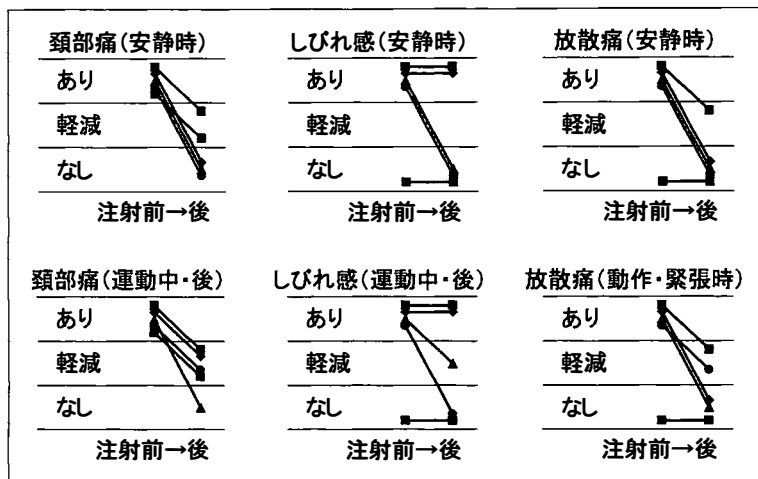 頚部痛(安静時)
あり
軽減
なし
注射前→後
しびれ感(安静時)
あり
軽減
なし
注射前→後
放散痛(安静時)
あり
軽減
なし
注射前→後
頚部痛(運動中・後)
あり
軽減
なし
注射前→後
しびれ感(運動中・後)
あり
軽減
なし
注射前→後
放散痛(動作・緊張時)
あり
軽減
なし
注射前→後